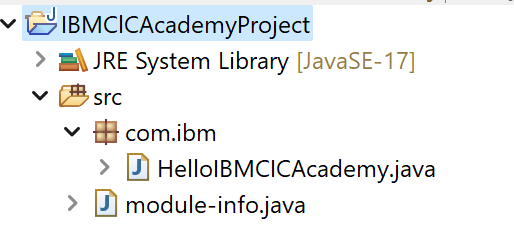 IBMCICAcademyProject
JRE System Library [JavaSE-17]
src
com.ibm
HelloIBMCICAcademy.java
module-info.java